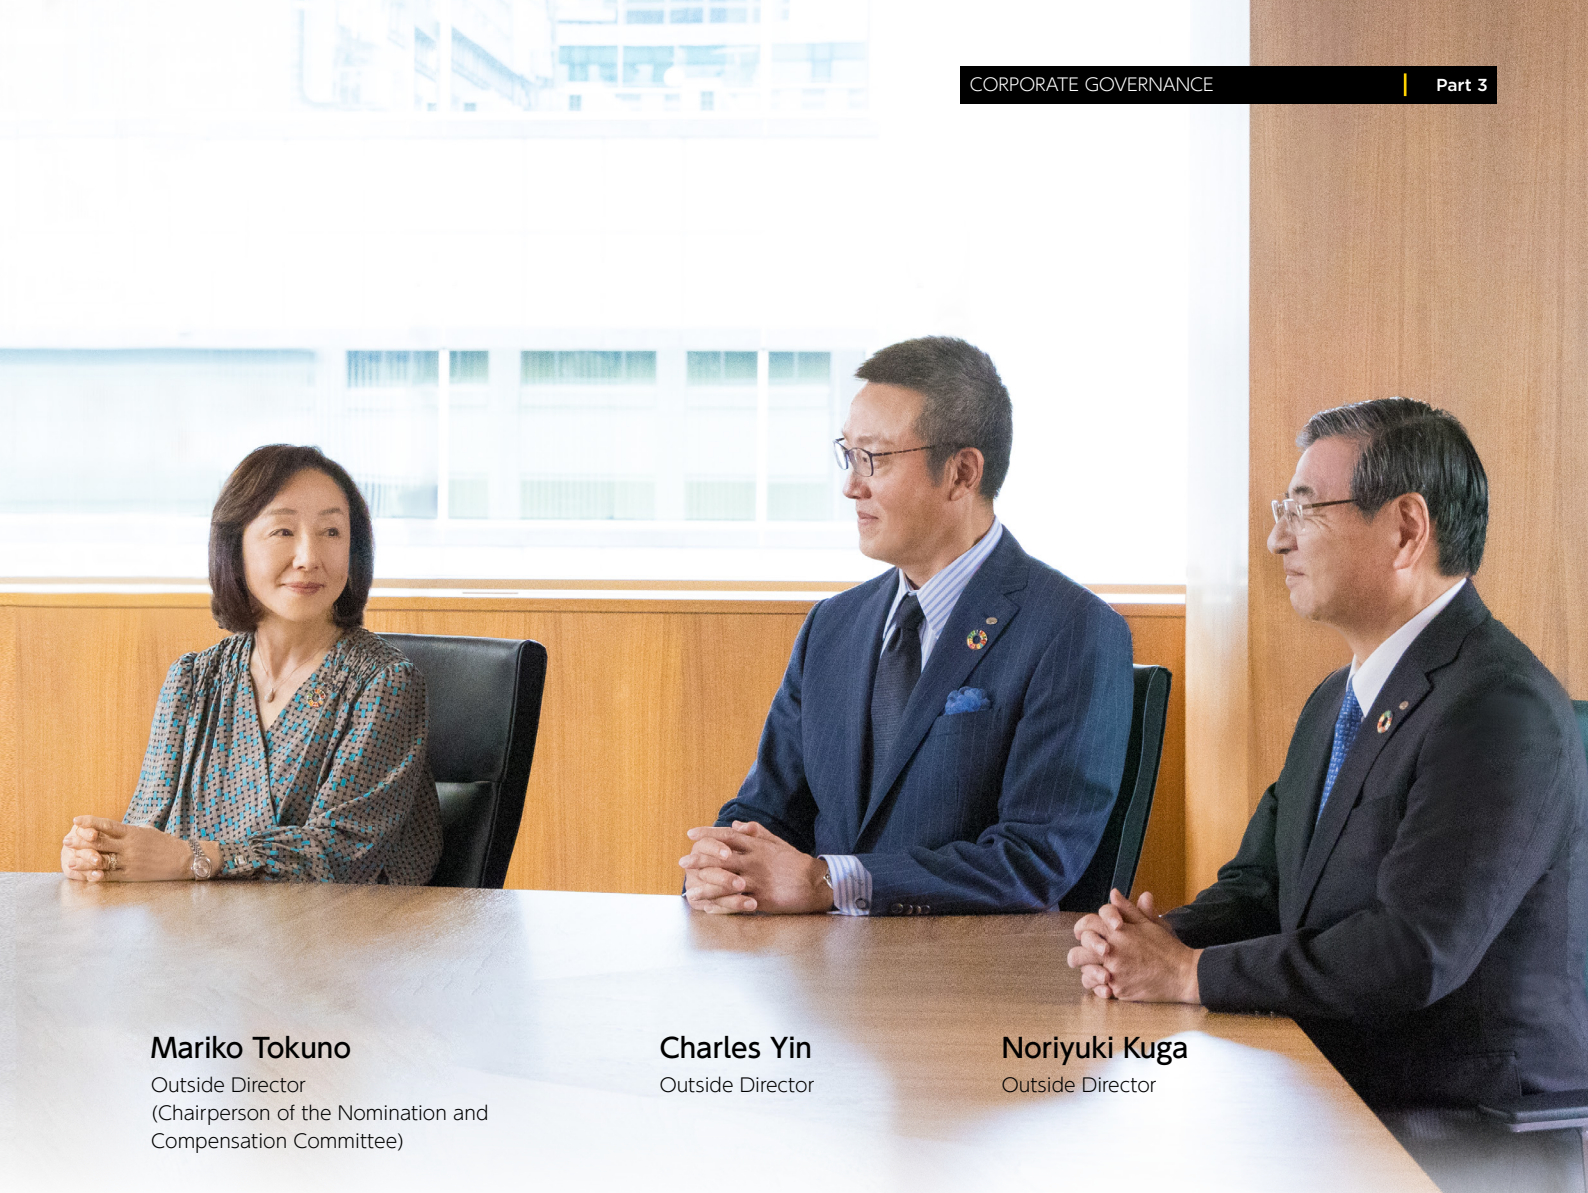 CORPORATE GOVERNANCE | Part 3
Mariko Tokuno
Outside Director
(Chairperson of the Nomination and
Compensation Committee)
Charles Yin
Outside Director
Noriyuki Kuga
Outside Director